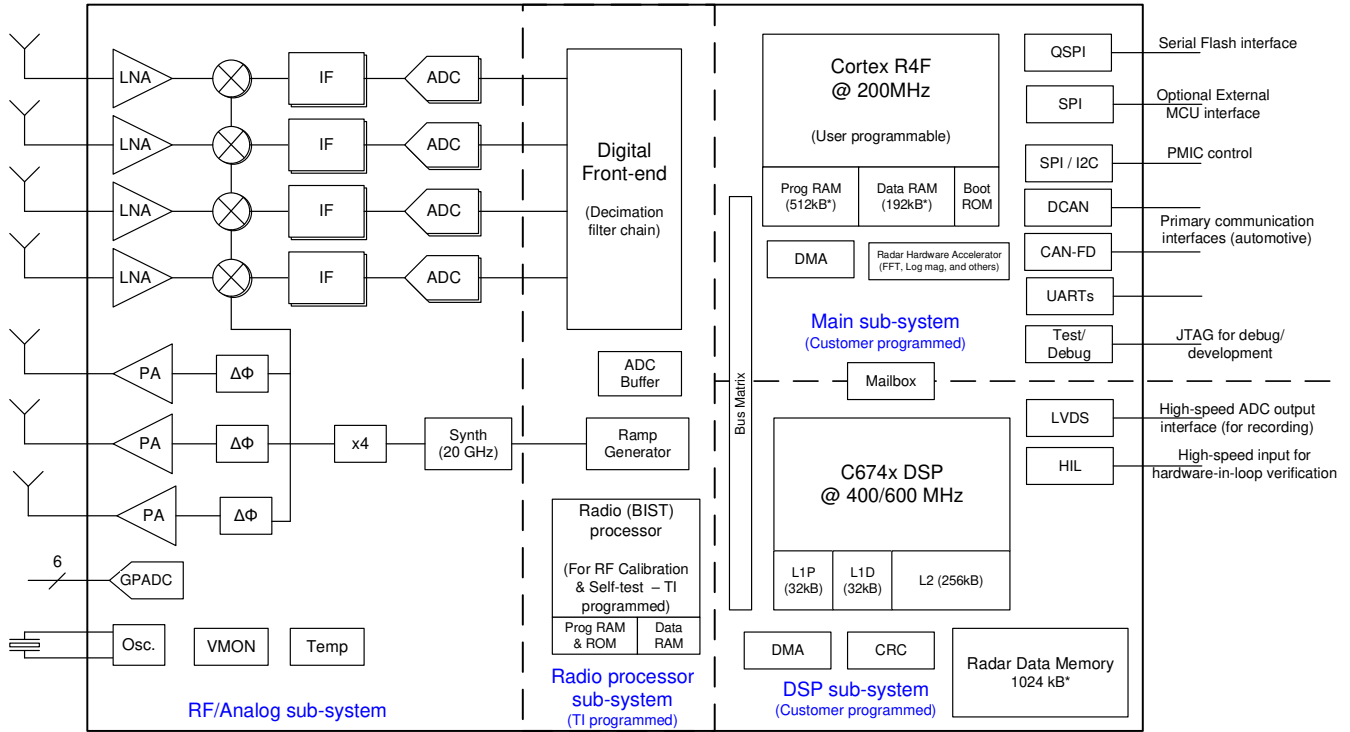 LNA
IF
ADC
LNA
IF
ADC
LNA
IF
ADC
LNA
IF
ADC
Digital
Front-end
(Decimation
filter chain)
PA
ΔΦ
PA
ΔΦ
x4
Synth
(20 GHz)
PA
ΔΦ
ADC
Buffer
Ramp
Generator
6
GPADC
Osc.
VMON
Temp
RF/Analog sub-system
Radio (BIST)
processor
(For RF Calibration
& Self-test – TI
programmed)
Prog RAM
& ROM
Data
RAM
Radio processor
sub-system
(TI programmed)
Bus Matrix
Cortex R4F
@ 200MHz
(User programmable)
Prog RAM
(512kB*)
Data RAM
(192kB*)
Boot
ROM
DMA
Radar Hardware Accelerator
(FFT, Log mag, and others)
Main sub-system
(Customer programmed)
Mailbox
C674x DSP
@ 400/600 MHz
L1P
(32kB)
L1D
(32kB)
L2 (256kB)
DMA
CRC
DSP sub-system
(Customer programmed)
Radar Data Memory
1024 kB*
QSPI
Serial Flash interface
SPI
Optional External
MCU interface
SPI / I2C
PMIC control
DCAN
Primary communication
interfaces (automotive)
CAN-FD
UARTs
Test/
Debug
JTAG for debug/
development
LVDS
High-speed ADC output
interface (for recording)
HIL
High-speed input for
hardware-in-loop verification